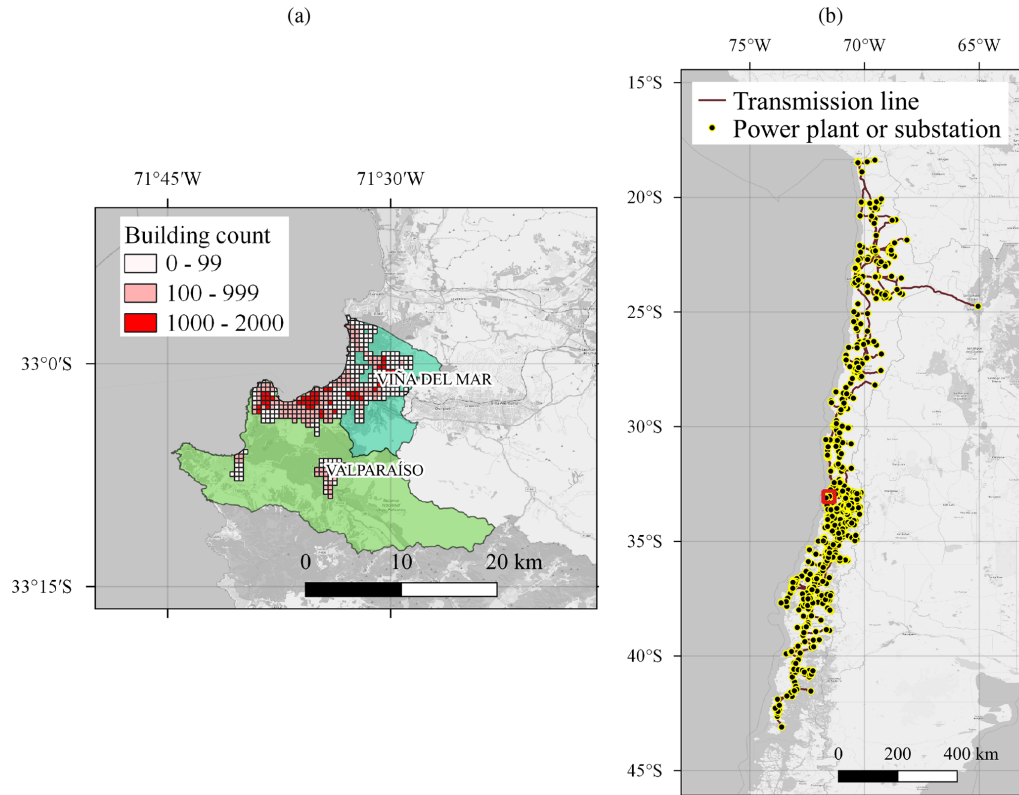 (a)
71°45′W
71°30′W
Building count
0 - 99
100 - 999
1000 - 2000
33°0′S
VIÑA DEL MAR
VALPARAÍSO
0
10
20 km
33°15′S
(b)
75°W
70°W
65°W
15°S
Transmission line
Power plant or substation
20°S
25°S
30°S
35°S
40°S
0
200
400 km
45°S